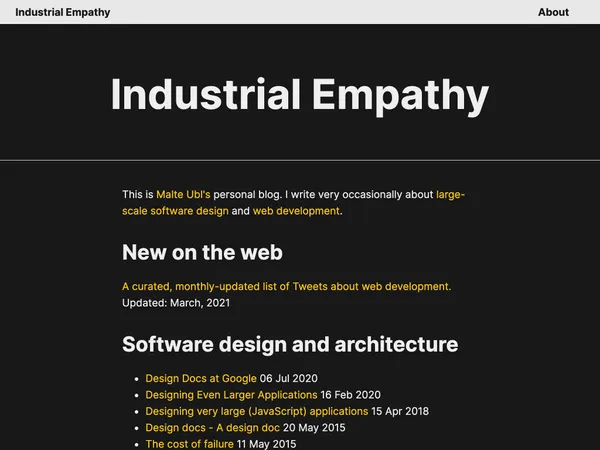 Industrial Empathy
About
Industrial Empathy
This is Malte Ubl's personal blog. I write very occasionally about large-
scale software design and web development.
New on the web
A curated, monthly-updated list of Tweets about web development.
Updated: March, 2021
Software design and architecture
• Design Docs at Google 06 Jul 2020
• Designing Even Larger Applications 16 Feb 2020
• Designing very large (JavaScript) applications 15 Apr 2018
• Design docs - A design doc 20 May 2015
• The cost of failure 11 May 2015